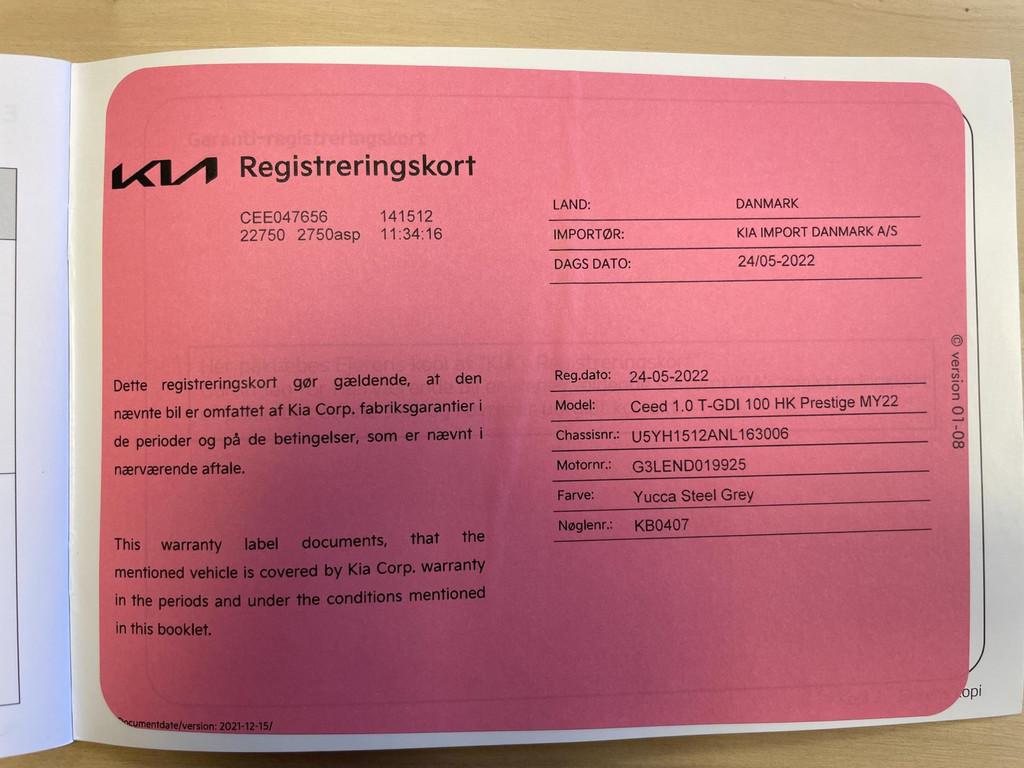 Garanti-registreringskort
KIA Registreringskort
CEE047656 141512
22750 2750asp 11:34:16
LAND: DANMARK
IMPORTØR: KIA IMPORT DANMARK A/S
DAGS DATO: 24/05-2022
Dette registreringskort gør gældende, at den
nævnte bil er omfattet af Kia Corp. fabriksgarantier i
de perioder og på de betingelser, som er nævnt i
nærværende aftale.
This warranty label documents, that the
mentioned vehicle is covered by Kia Corp. warranty
in the periods and under the conditions mentioned
in this booklet.
Reg.dato: 24-05-2022
Model: Ceed 1.0 T-GDI 100 HK Prestige MY22
Chassisnr.: U5YH1512ANL163006
Motornr.: G3LEND019925
Farve: Yucca Steel Grey
Nøglenr.: KB0407
© version 01-08
Documentdate/version: 2021-12-15/
opi